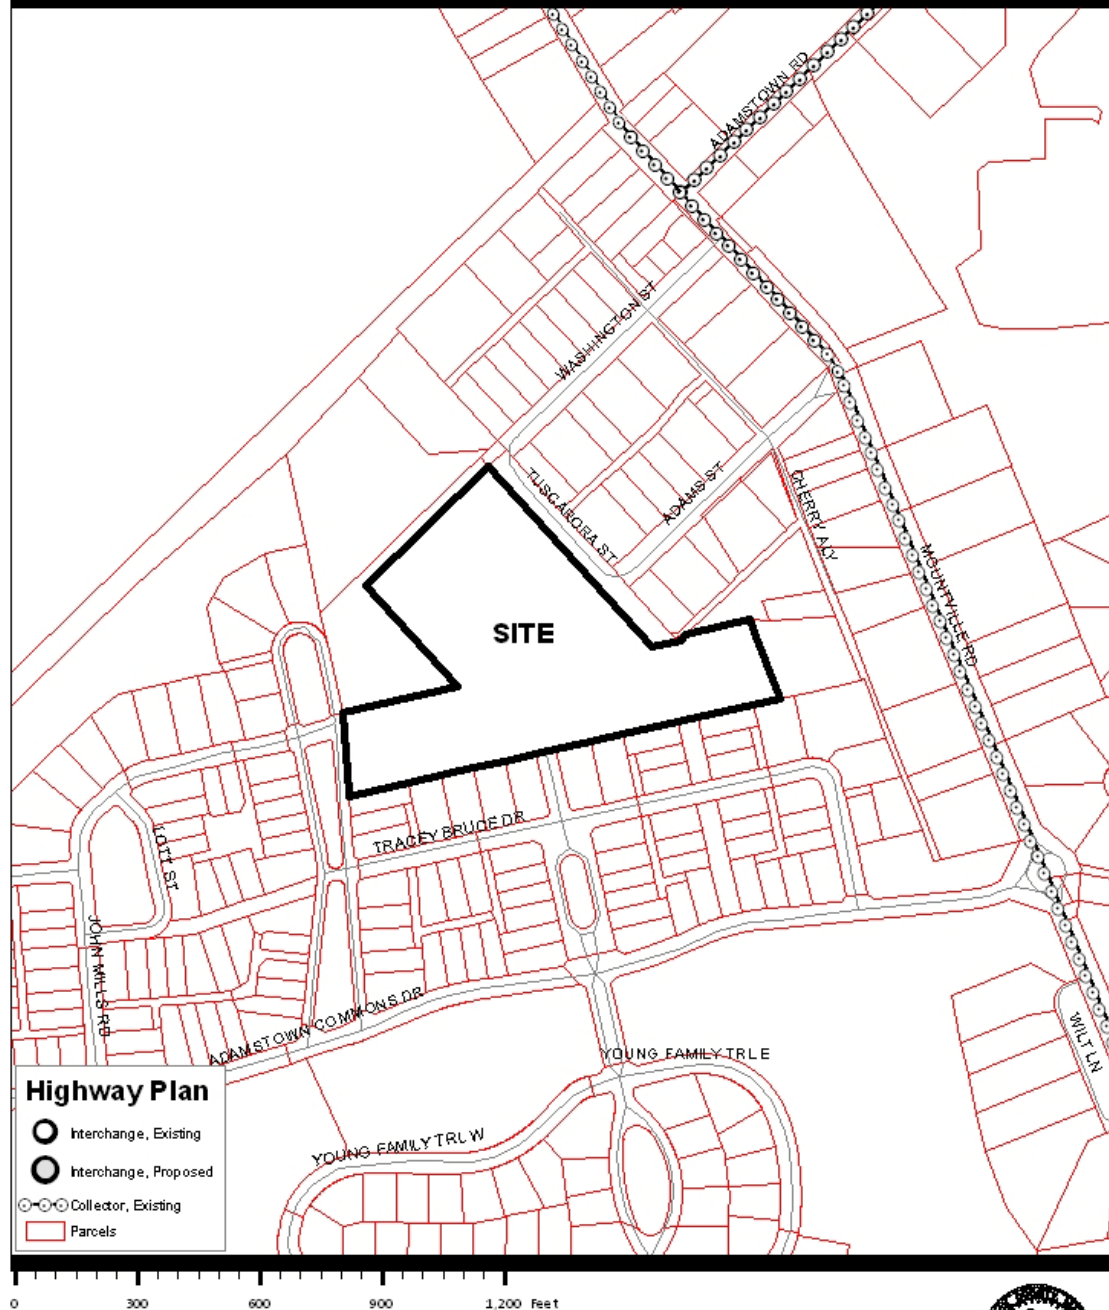 ADAMSTOWN RD
WASHINGTON ST
TUSCARORA ST
ADAMS ST
CHERRY ALY
MOUNTVILLE RD
SITE
TRACEY BRUCE DR
LOTT ST
JOHN MILLS RD
ADAMSTOWN COMMONS DR
YOUNG FAMILY TRL E
WILT LN
YOUNG FAMILY TRL W
Highway Plan
Interchange, Existing
Interchange, Proposed
Collector, Existing
Parcels
0 300 600 900 1,200 Feet